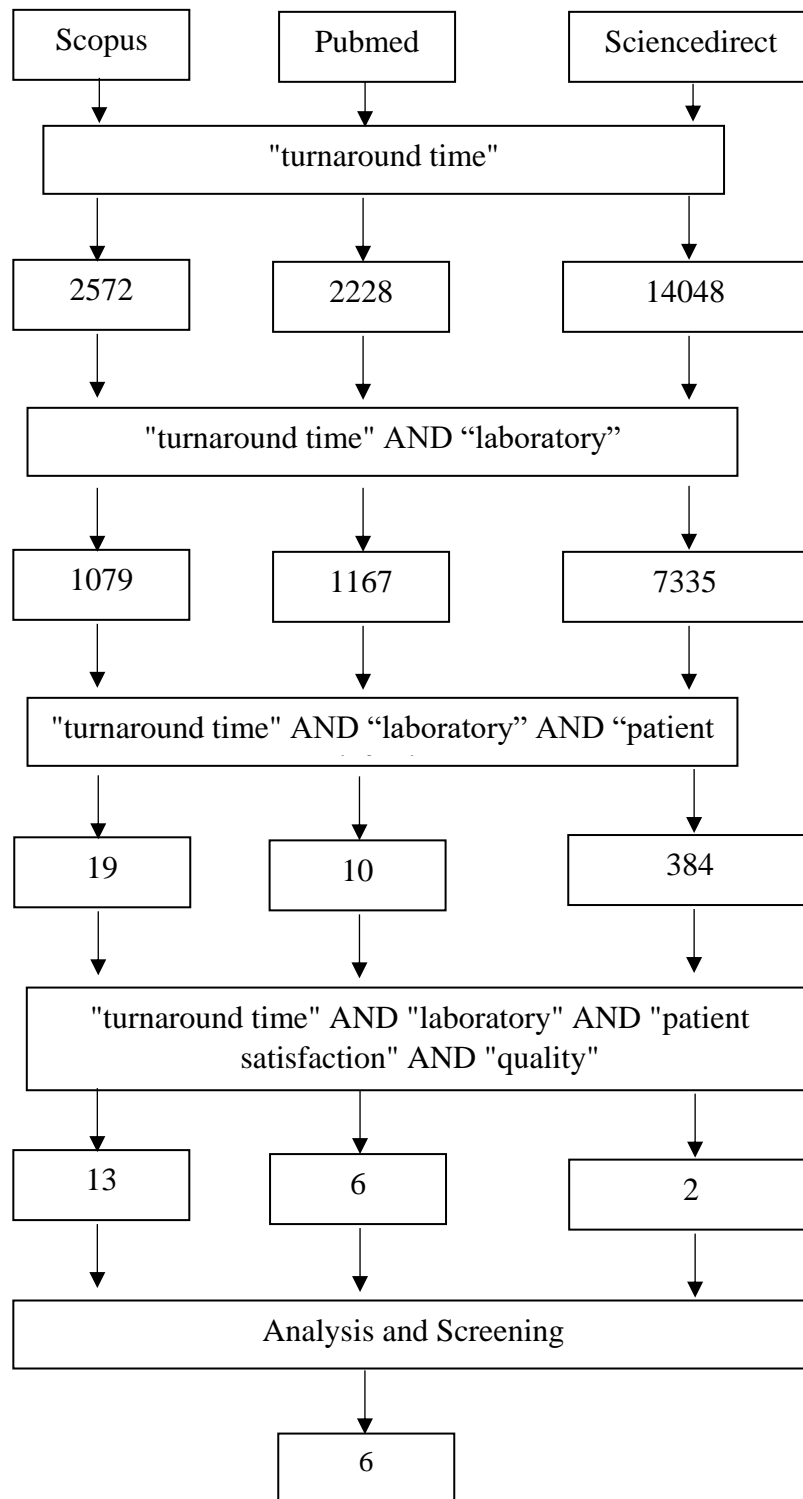 Scopus
Pubmed
Sciencedirect
"turnaround time"
2572
2228
14048
"turnaround time" AND “laboratory”
1079
1167
7335
"turnaround time" AND “laboratory” AND “patient
19
10
384
"turnaround time" AND "laboratory" AND "patient
satisfaction" AND "quality"
13
6
2
Analysis and Screening
6